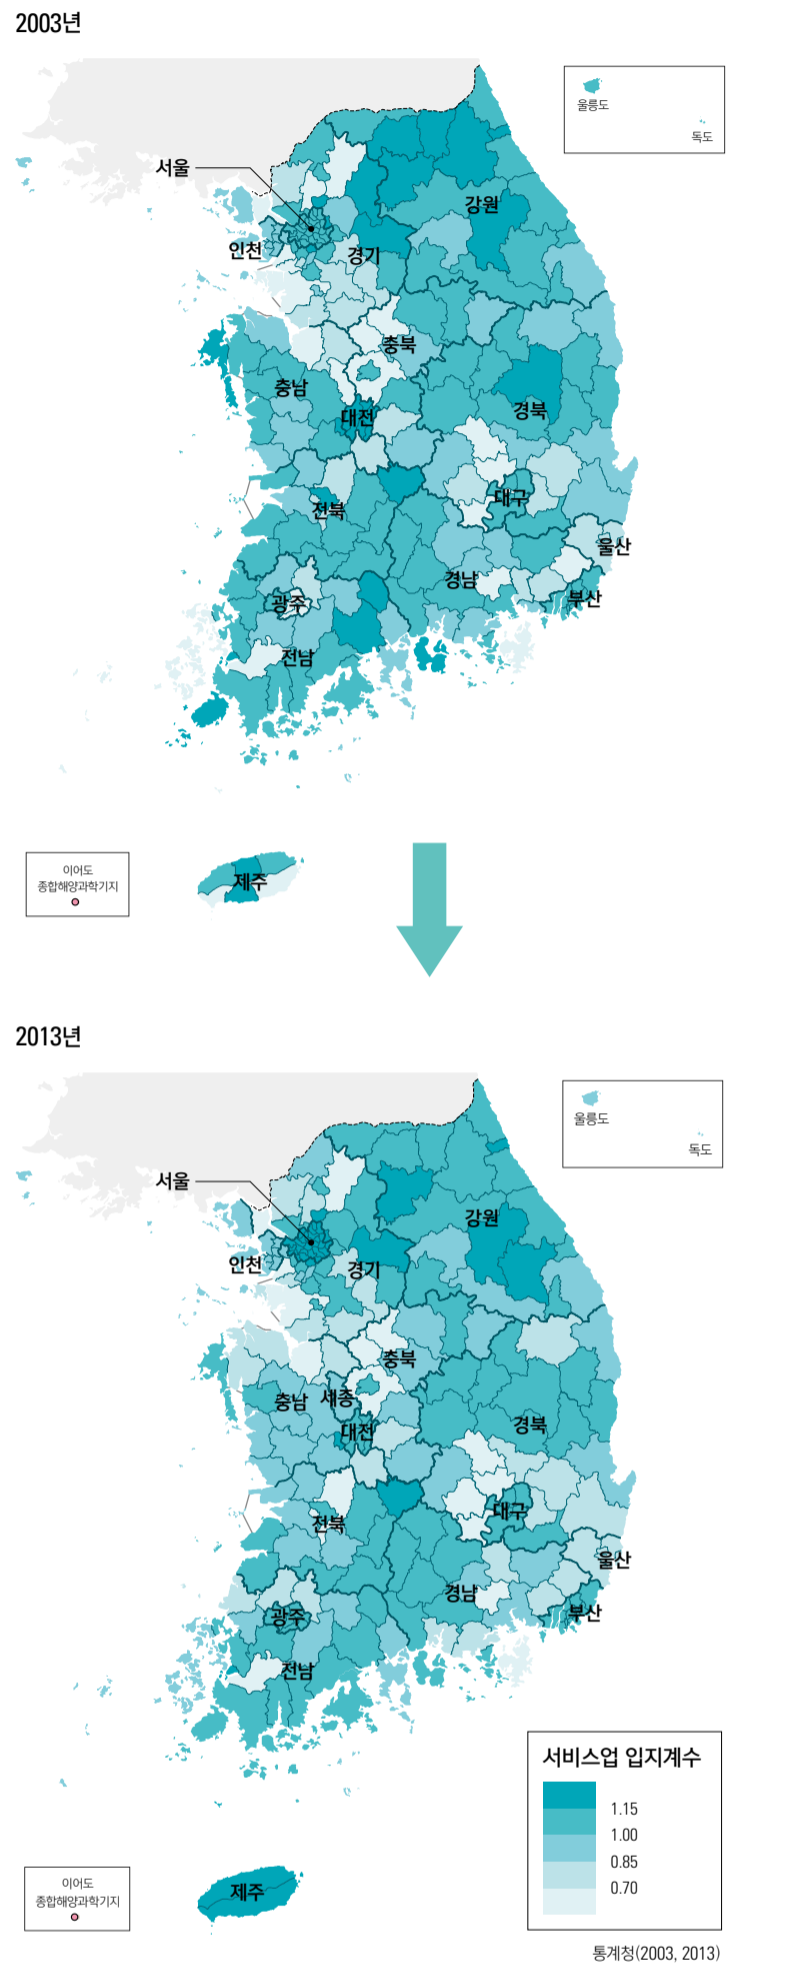 2003년
울릉도
독도
서울
강원
인천
경기
충북
충남
대전
경북
대구
전북
울산
경남
광주
부산
전남
이어도
종합해양과학기지
제주
2013년
울릉도
독도
서울
강원
인천
경기
충북
충남
세종
경북
대전
대구
전북
울산
경남
광주
부산
전남
서비스업 입지계수
1.15
1.00
0.85
0.70
이어도
종합해양과학기지
제주
통계청(2003, 2013)